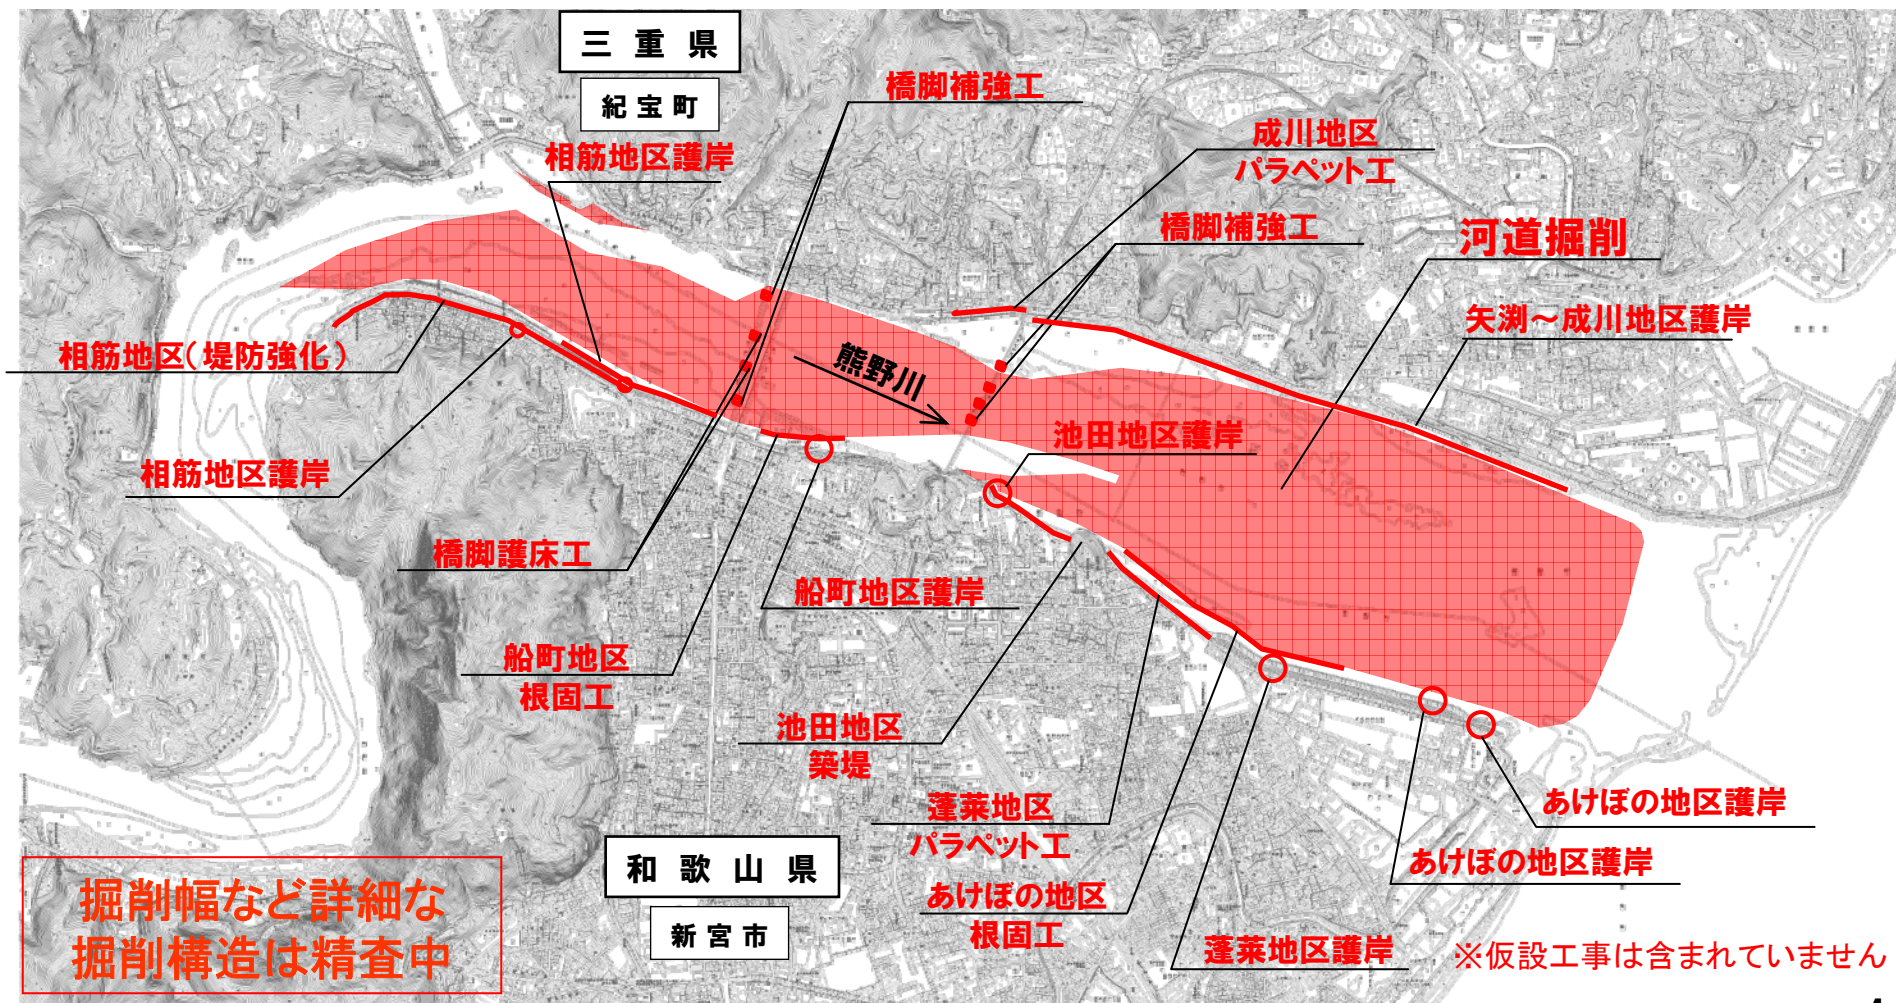 三重県
紀宝町
橋脚補強工
相筋地区護岸
成川地区
パラペット工
橋脚補強工
河道掘削
矢渕～成川地区護岸
相筋地区（堤防強化）
熊野川
池田地区護岸
相筋地区護岸
橋脚護床工
船町地区護岸
船町地区
根固工
池田地区
築堤
蓬莱地区
パラペット工
あけぼの地区護岸
あけぼの地区護岸
あけぼの地区
根固工
蓬莱地区護岸
和歌山県
新宮市
掘削幅など詳細な
掘削構造は精査中
※仮設工事は含まれていません